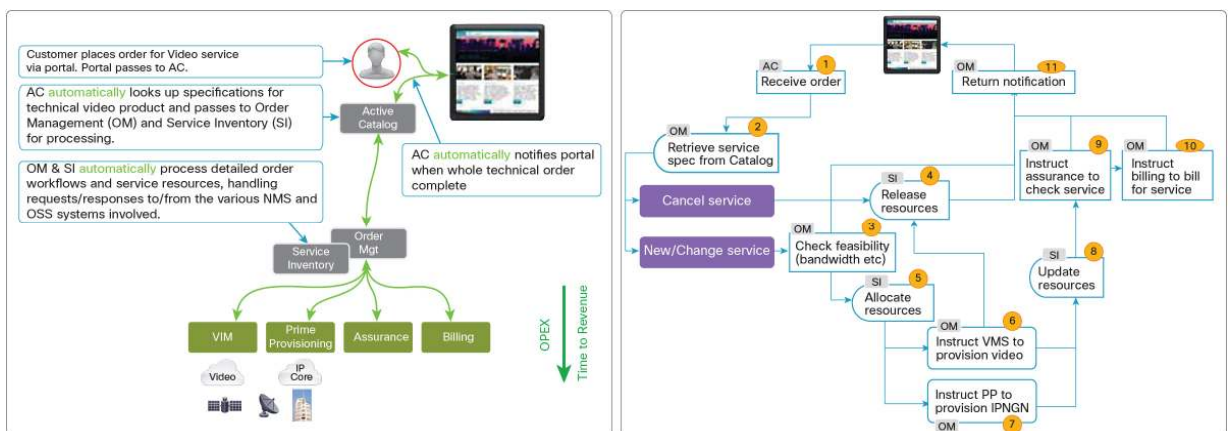 Customer places order for Video service
via portal. Portal passes to AC.
AC automatically looks up specifications for
technical video product and passes to Order
Management (OM) and Service Inventory (SI)
for processing.
OM & SI automatically process detailed order
workflows and service resources, handling
requests/responses to/from the various NMS and
OSS systems involved.
Active
Catalog
AC automatically notifies portal
when whole technical order
complete
Order
Mgt
Service
Inventory
VIM
Prime
Provisioning
Assurance
Billing
Video
IP
Core
OPEX
Time to Revenue
AC
1
Receive order
OM
11
Return notification
OM
2
Retrieve service
spec from Catalog
OM
9
Instruct
assurance to
check service
OM
10
Instruct
billing to bill
for service
Cancel service
SI
4
Release
resources
New/Change service
OM
3
Check feasibility
(bandwidth etc)
SI
8
Update
resources
SI
5
Allocate
resources
OM
6
Instruct VMS to
provision video
Instruct PP to
provision IPNGN
OM
7